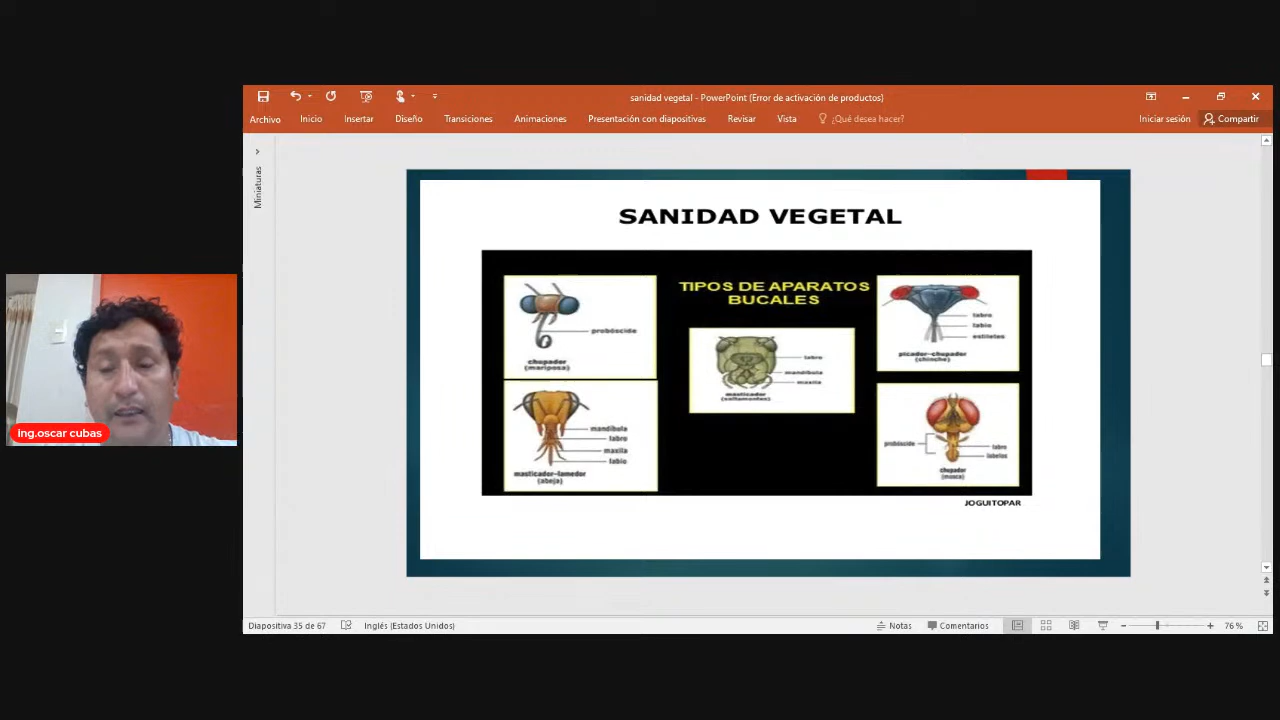 sanidad vegetal - PowerPoint (Error de activación de productos)
Archivo Inicio Insertar Diseño Transiciones Animaciones Presentación con diapositivas Revisar Vista ¿Qué desea hacer? Iniciar sesión Compartir
Miniaturas
SANIDAD VEGETAL
TIPOS DE APARATOS
BUCALES
probóscide
chupador
(mariposa)
mandíbula
labro
maxila
labio
masticador-lamedor
(abeja)
labro
mandíbula
maxila
masticador
(saltamontes)
labro
labio
estiletes
picador-chupador
(chinche)
probóscide
labro
labelos
chupador
(mosca)
JOGUITOPAR
ing.oscar cubas
Diapositiva 35 de 67 Inglés (Estados Unidos) Notas Comentarios 76 %